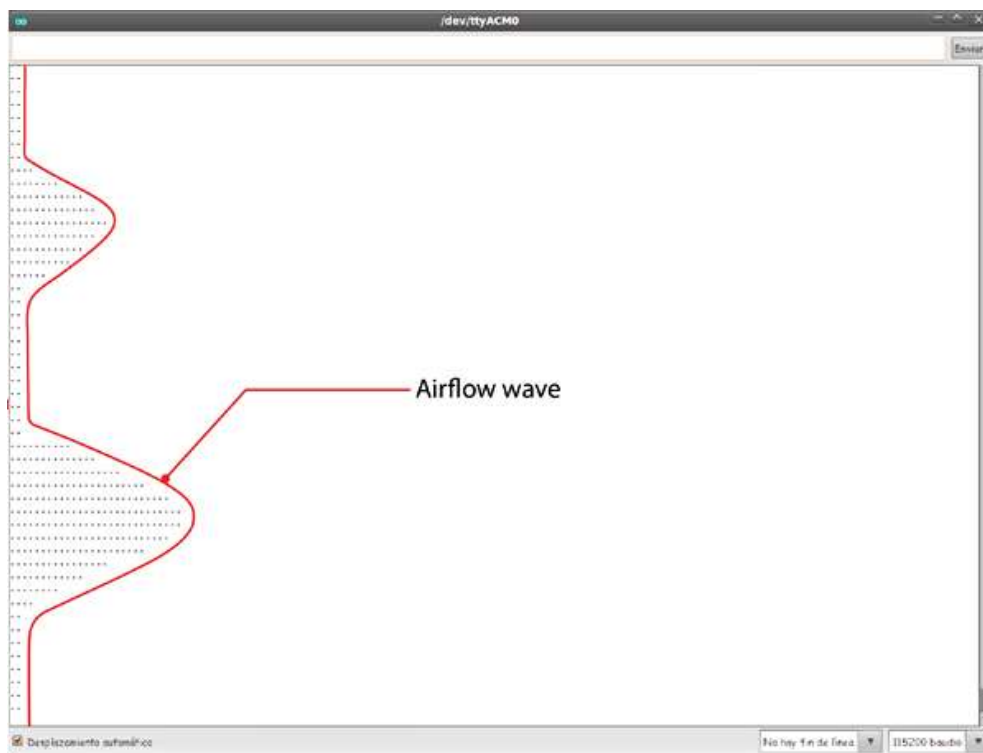 /dev/ttyACM0
Enviar
Airflow wave
Desplazamiento automático
No hay fin de línea
115200 baudio